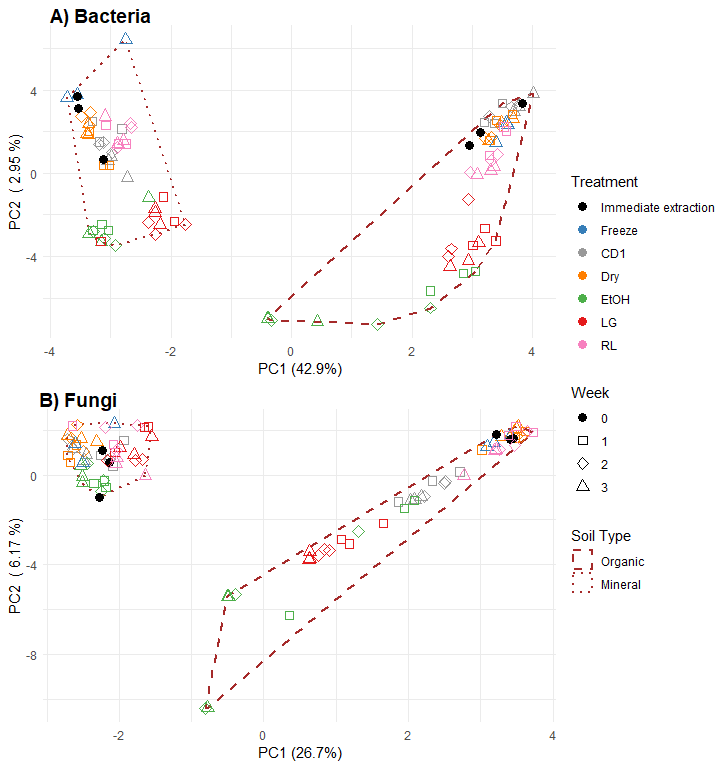 A) Bacteria
4
0
-4
PC2 ( 2.95 %)
-4
-2
0
2
4
PC1 (42.9%)
B) Fungi
0
-4
-8
PC2 ( 6.17 %)
-2
0
2
4
PC1 (26.7%)
Treatment
Immediate extraction
Freeze
CD1
Dry
EtOH
LG
RL
Week
0
1
2
3
Soil Type
Organic
Mineral